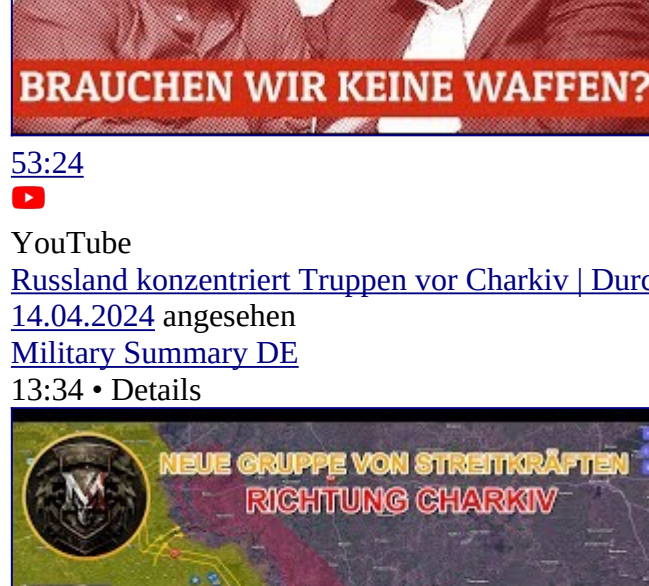 BRAUCHEN WIR KEINE WAFFEN?
53:24
YouTube
Russland konzentriert Truppen vor Charkiv |
14.04.2024 angesehen
Military Summary DE
13:34 • Details
NEUE GRUPPE VON STREITKRÄFTEN
RICHTUNG CHARKIV